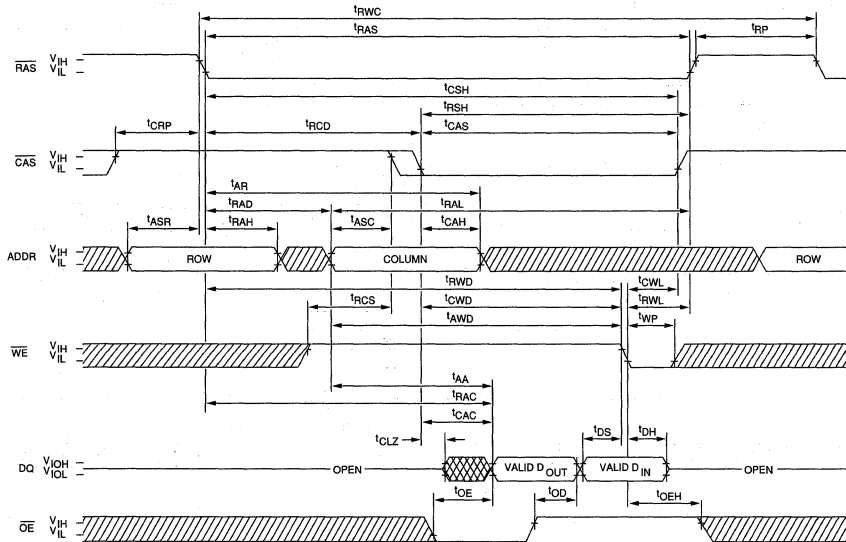 tRWC
tRAS tRP
RAS VIH
VIL
tCSH
tRSH
tCRP tRCD tCAS
CAS VIH
VIL
tAR
tRAD tRAL
tASR tRAH tASC tCAH
ADDR VIH
VIL
ROW COLUMN ROW
tRWD tCWL
tRCS tCWD tRWL
tAWD tWP
WE VIH
VIL
tAA
tRAC
tCAC
tCLZ tDS tDH
DQ VIOH
VIOL
OPEN VALID DOUT VALID DIN OPEN
tOE tOD tOEH
OE VIH
VIL